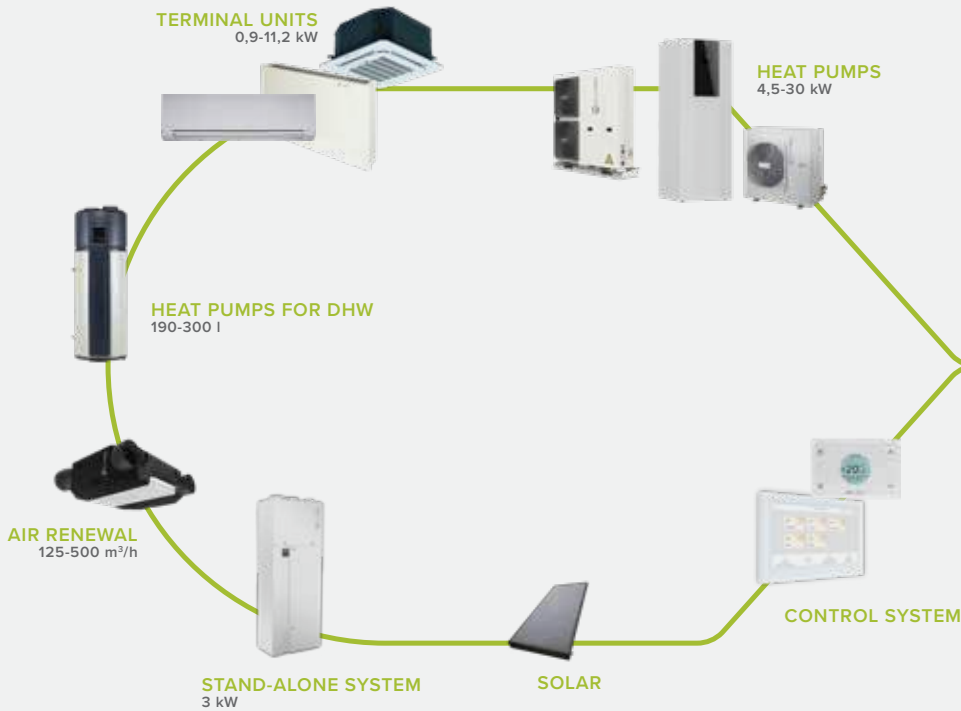 TERMINAL UNITS
0,9-11,2 kW
HEAT PUMPS
4,5-30 kW
HEAT PUMPS FOR DHW
190-300 l
AIR RENEWAL
125-500 m³/h
CONTROL SYSTEM
STAND-ALONE SYSTEM
3 kW
SOLAR